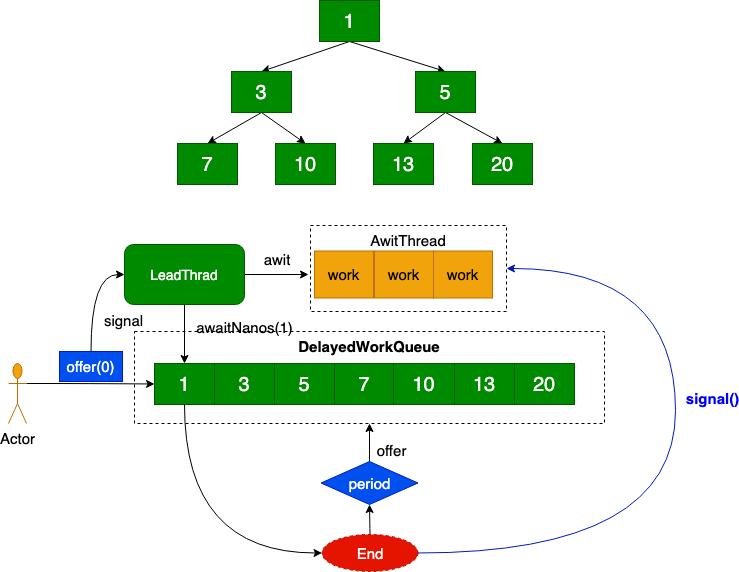 1
3
5
7
10
13
20
AwitThread
LeadThrad
awit
work
work
work
signal
awaitNanos(1)
DelayedWorkQueue
offer(0)
1
3
5
7
10
13
20
signal()
Actor
offer
period
End